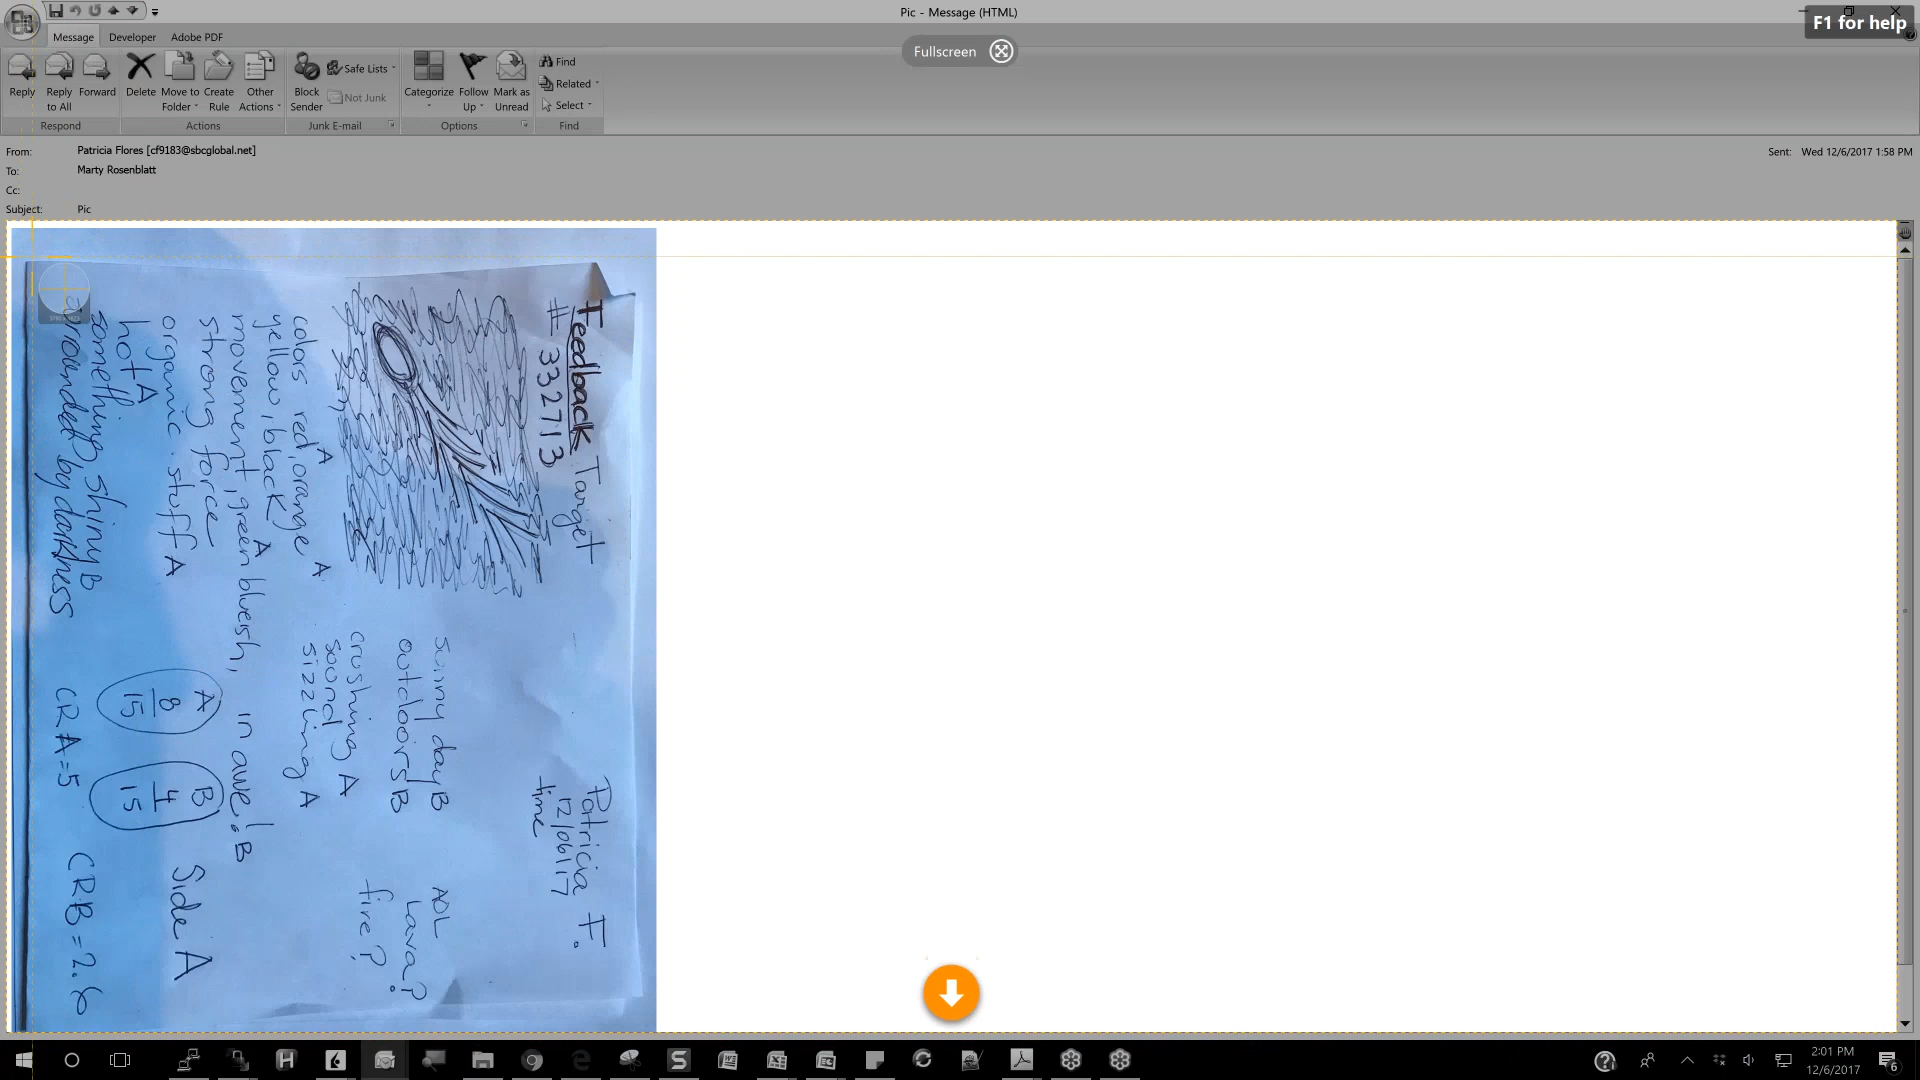 Pic - Message (HTML)
F1 for help
Message Developer Adobe PDF
Fullscreen
Reply
Reply to All
Forward
Delete
Move to Folder
Create Rule
Other Actions
Block Sender
Safe Lists
Not Junk
Categorize
Follow Up
Mark as Unread
Find
Related
Select
Respond
Actions
Junk E-mail
Options
Find
From: Patricia Flores [cf9183@sbcglobal.net]
Sent: Wed 12/6/2017 1:58 PM
To: Marty Rosenblatt
Cc:
Subject: Pic
Feedback Target
# 332713
Patricia F.
12/06/17
time
sunny day B
outdoors B
crushing A
sound
sizzling A
AOL
Lava?
fire?
colors red, orange A A
yellow, black
movement, green blueish, A in awe! B
strong force
organic stuff A
hot A
something shiny B
surrounded by darkness
A 8/15
B 4/15
Side A
CRA=5
CRB=2.6
2:01 PM
12/6/2017
6